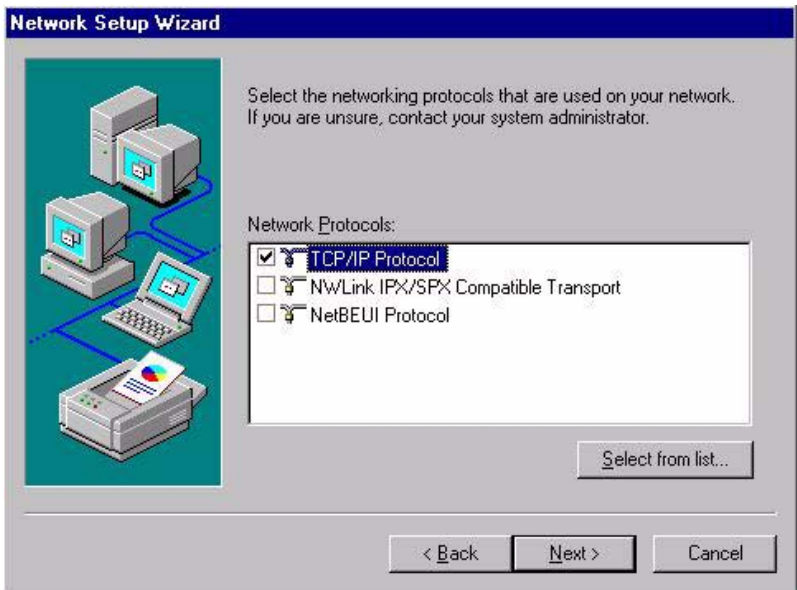 Network Setup Wizard
Select the networking protocols that are used on your network.
If you are unsure, contact your system administrator.
Network Protocols:
TCP/IP Protocol
NWLink IPX/SPX Compatible Transport
NetBEUI Protocol
Select from list...
< Back
Next >
Cancel